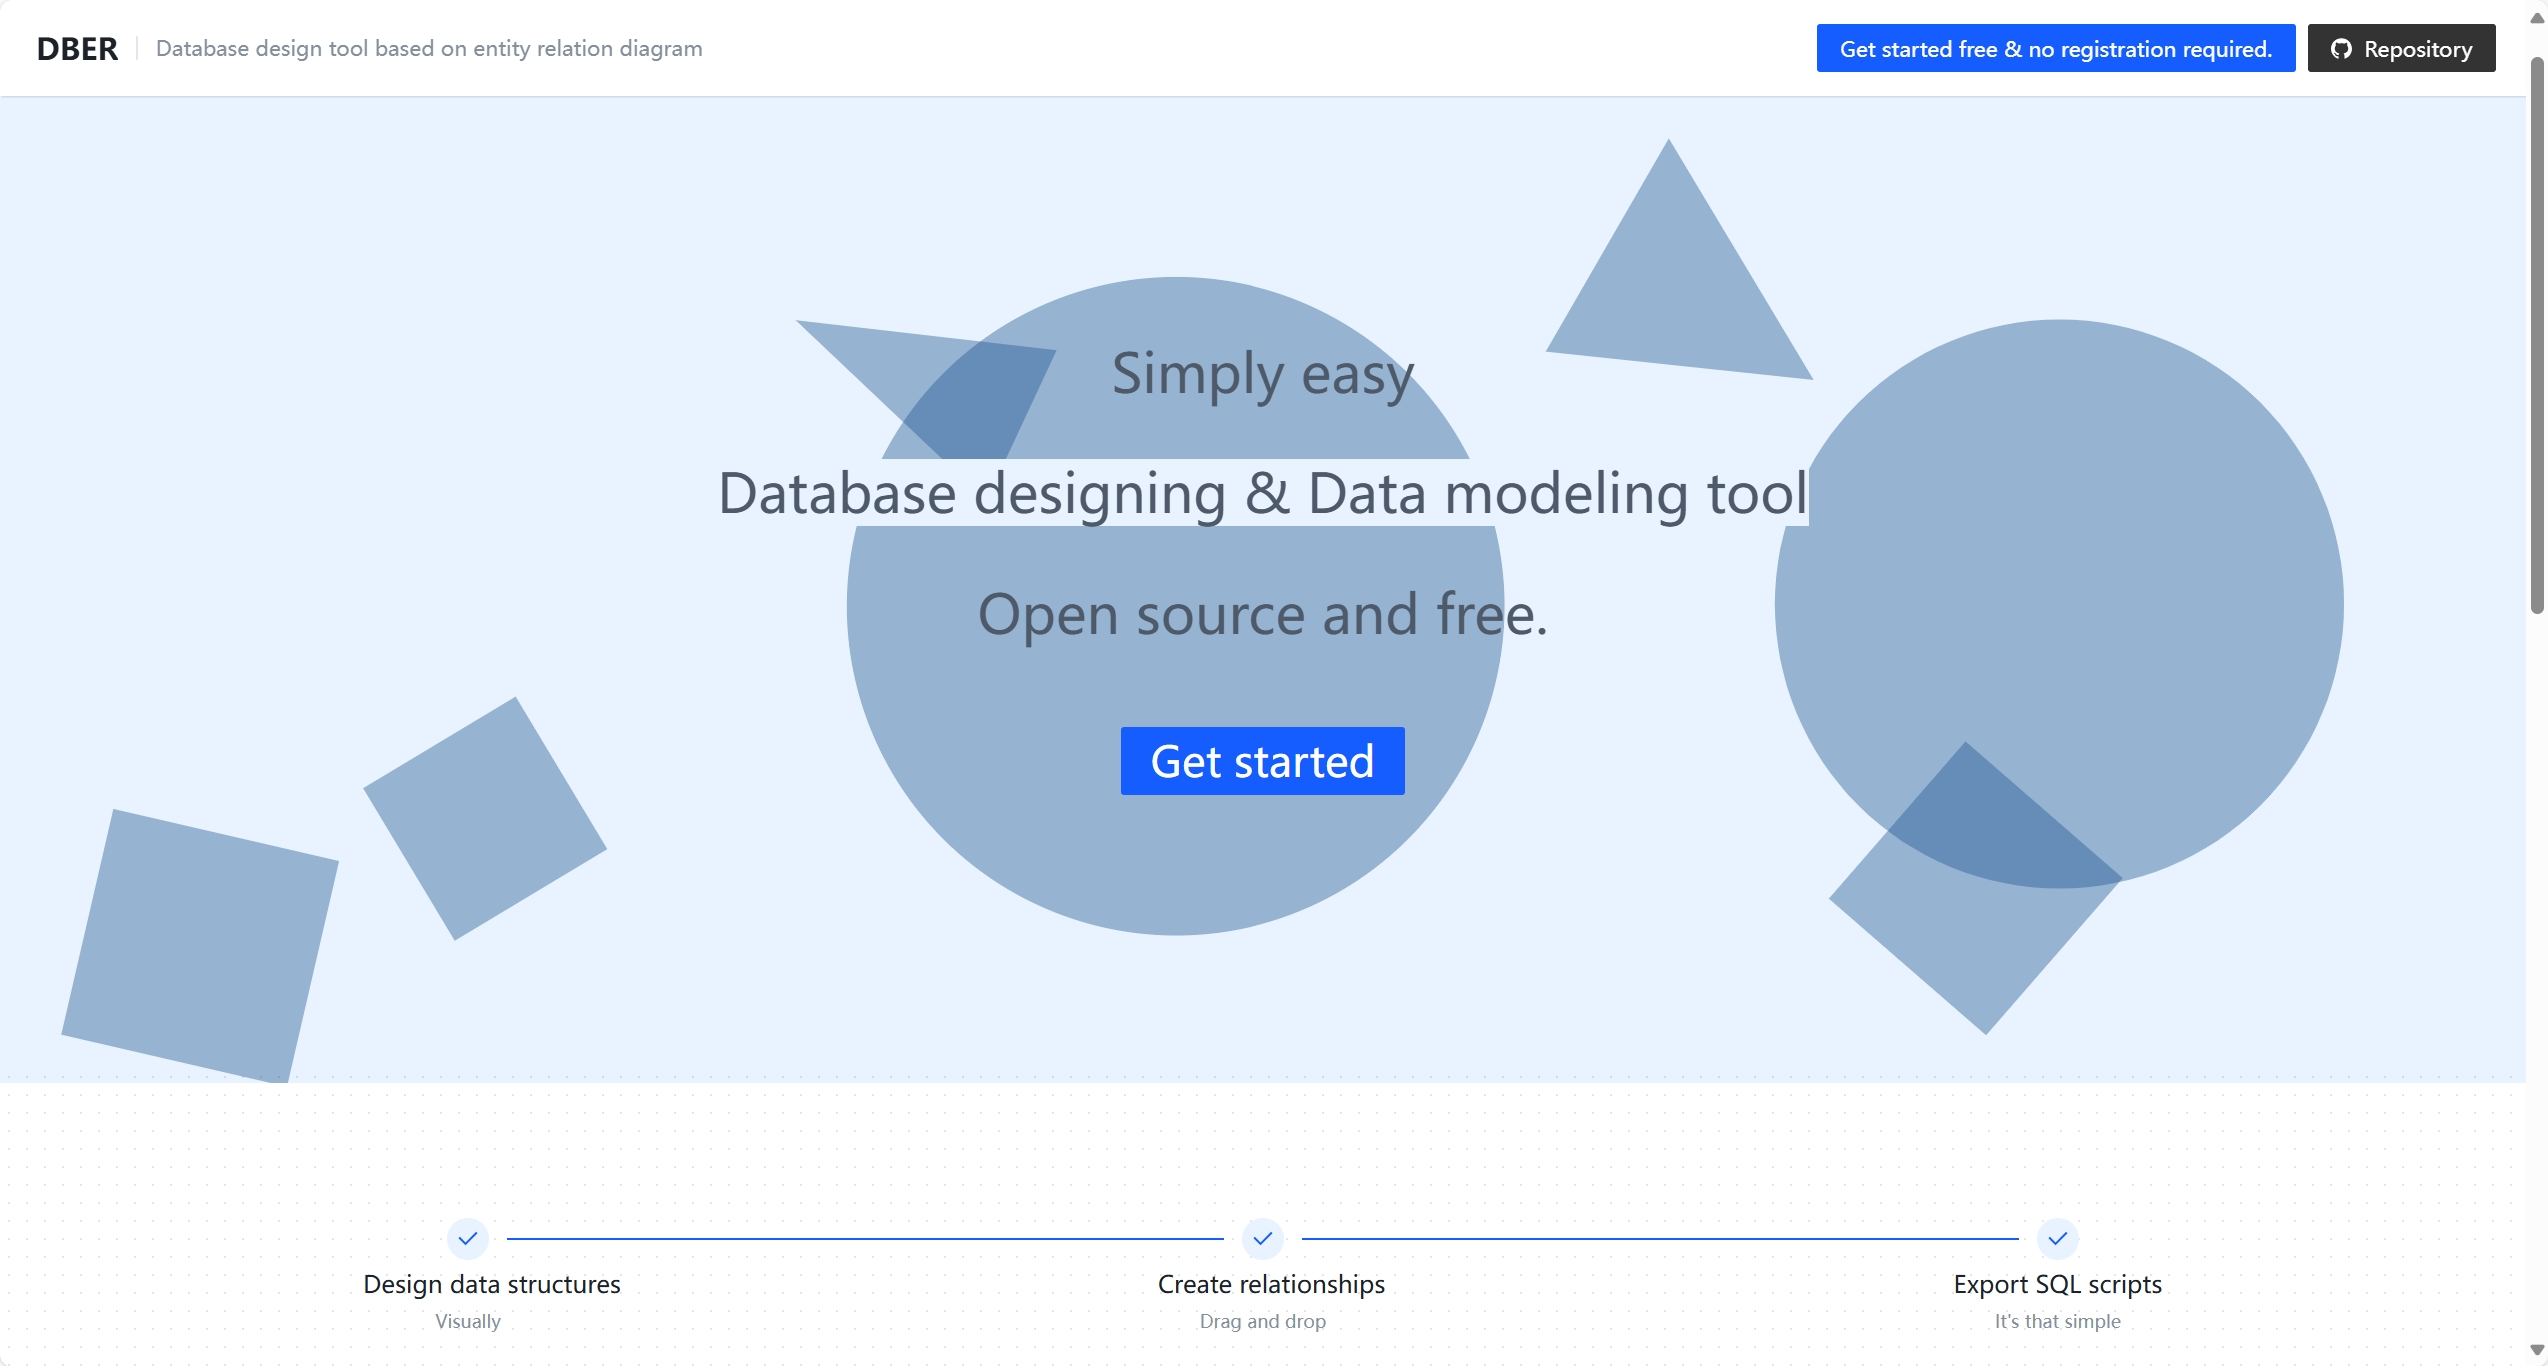 DBER
Database design tool based on entity relation diagram
Get started free & no registration required.
Repository
Simply easy
Database designing & Data modeling tool
Open source and free.
Get started
Design data structures
Visually
Create relationships
Drag and drop
Export SQL scripts
It's that simple